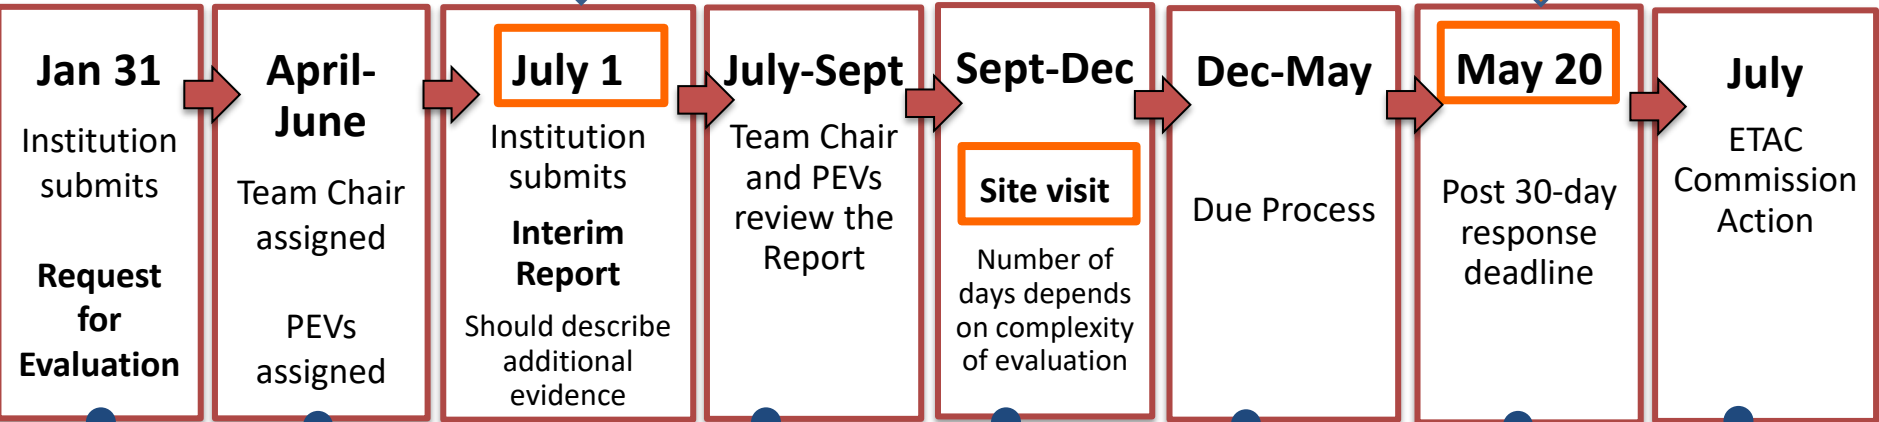 Jan 31
Institution
submits
Request
for
Evaluation
April-
June
Team Chair
assigned
PEVs
assigned
July 1
Institution
submits
Interim
Report
Should describe
additional
evidence
July-Sept
Team Chair
and PEVs
review the
Report
Sept-Dec
Site visit
Number of
days depends
on complexity
of evaluation
Dec-May
Due Process
May 20
Post 30-day
response
deadline
July
ETAC
Commission
Action